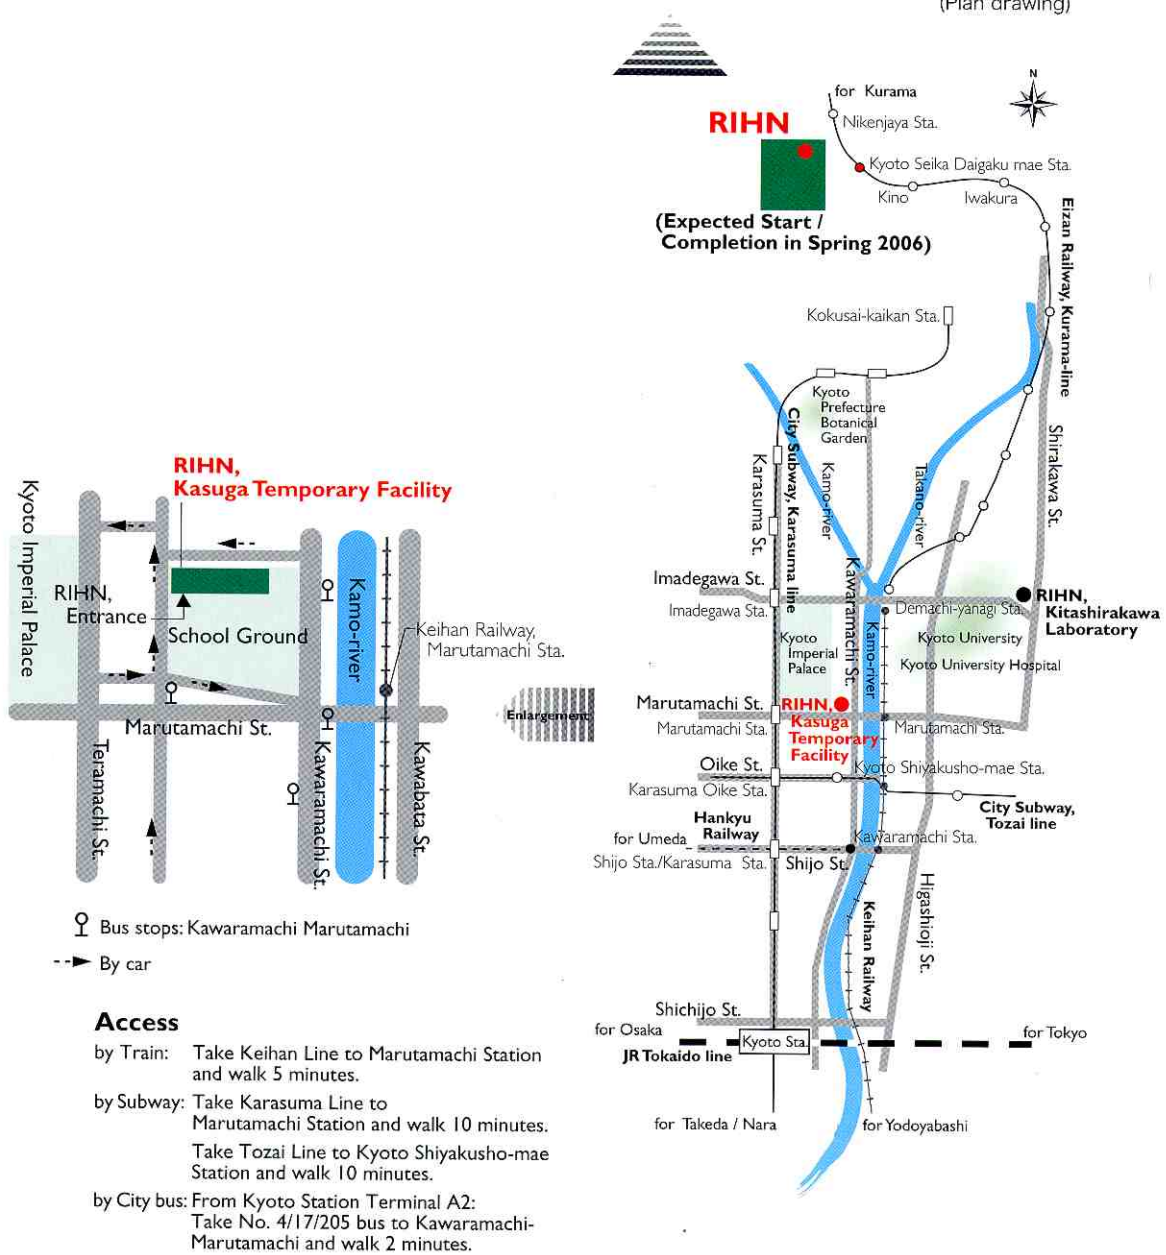 (Plan drawing)
N
for Kurama
Nikenjaya Sta.
RIHN
Kyoto Seika Daigaku mae Sta.
Kino
Iwakura
(Expected Start /
Completion in Spring 2006)
Eizan Railway, Kurama-line
Kokusai-kaikan Sta.
Kyoto
Prefecture
Botanical
Garden
City Subway, Karasuma line
Karasuma St.
Kamo-river
Takano-river
Shirakawa St.
Imadegawa St.
Imadegawa Sta.
Kawaramachi St.
Demachi-yanagi Sta.
RIHN,
Kitashirakawa
Laboratory
Kyoto
Imperial
Palace
Kamo-river
Kyoto University
Kyoto University Hospital
Marutamachi St.
Marutamachi Sta.
RIHN,
Kasuga
Temporary
Facility
Marutamachi Sta.
Oike St.
Karasuma Oike Sta.
Kyoto Shiyakusho-mae Sta.
City Subway,
Tozai line
Hankyu
Railway
for Umeda
Kawaramachi Sta.
Shijo Sta./Karasuma Sta.
Shijo St.
Keihan Railway
Higashioji St.
Shichijo St.
for Osaka
for Tokyo
JR Tokaido line
Kyoto Sta.
for Takeda / Nara
for Yodoyabashi
RIHN,
Kasuga Temporary Facility
Kyoto Imperial Palace
RIHN,
Entrance
School Ground
Kamo-river
Keihan Railway,
Marutamachi Sta.
Enlargement
Marutamachi St.
Teramachi St.
Kawaramachi St.
Kawabata St.
Bus stops: Kawaramachi Marutamachi
By car
Access
by Train: Take Keihan Line to Marutamachi Station
and walk 5 minutes.
by Subway: Take Karasuma Line to
Marutamachi Station and walk 10 minutes.
Take Tozai Line to Kyoto Shiyakusho-mae
Station and walk 10 minutes.
by City bus: From Kyoto Station Terminal A2:
Take No. 4/17/205 bus to Kawaramachi-
Marutamachi and walk 2 minutes.